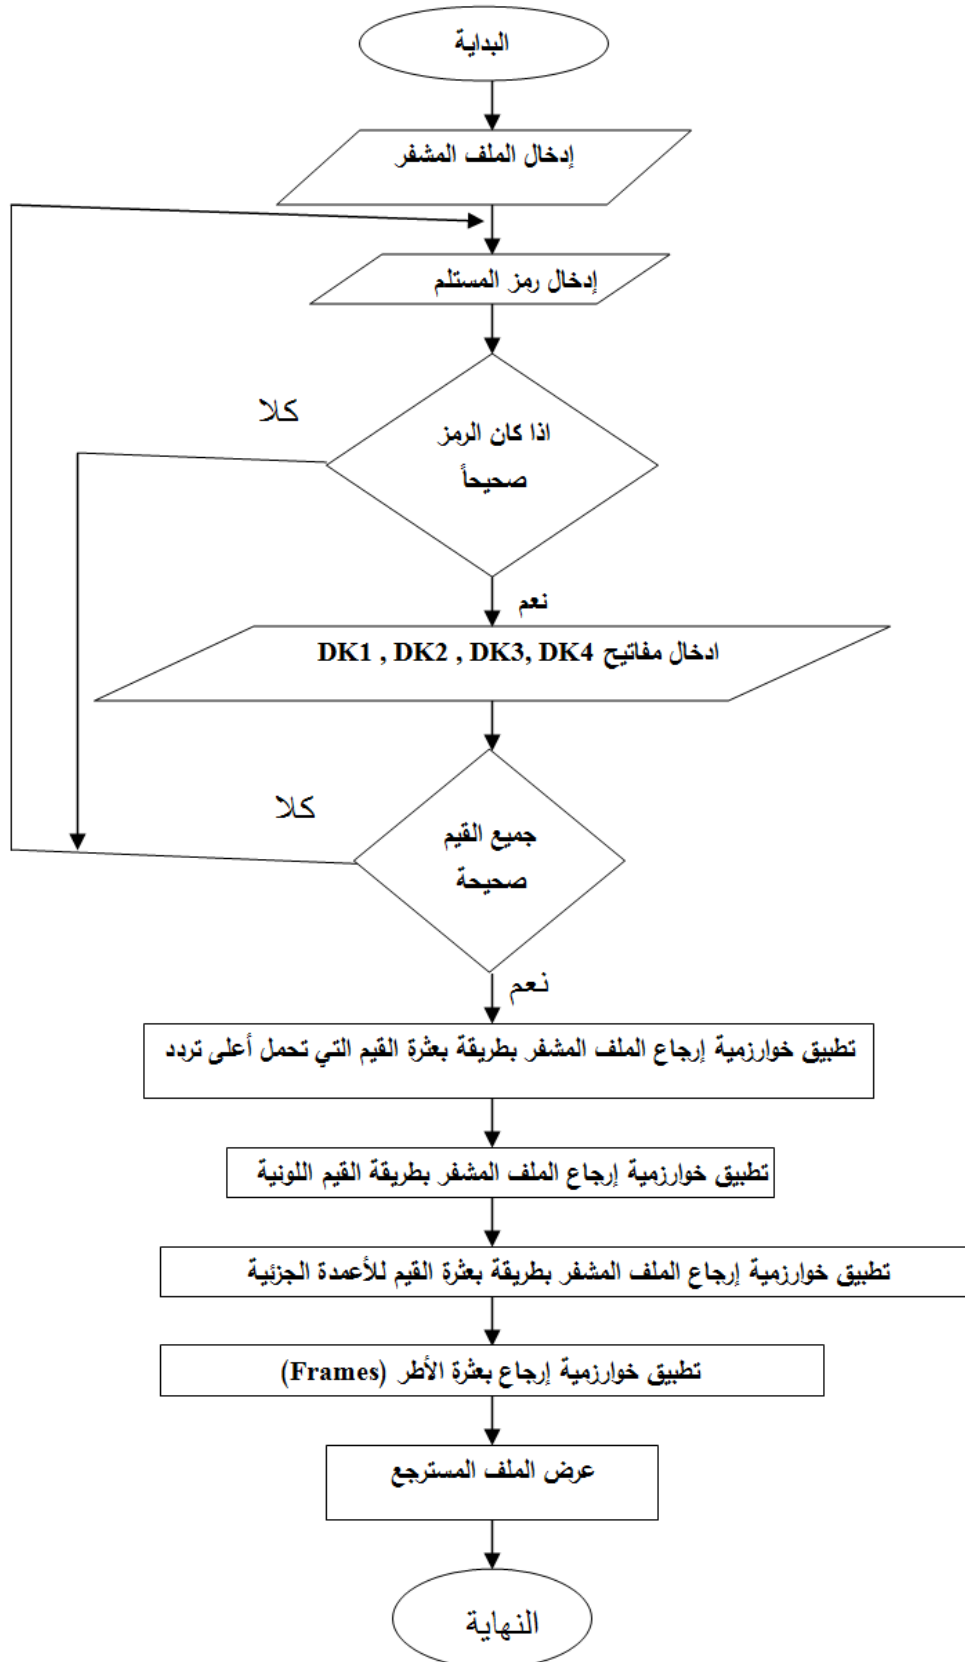 البداية
إدخال الملف المشفر
إدخال رمز المستلم
كلا
اذا كان الرمز
صحيحاً
نعم
ادخال مفاتيح DK1 , DK2 , DK3, DK4
كلا
جميع القيم
صحيحة
نعم
تطبيق خوارزمية إرجاع الملف المشفر بطريقة بعثرة القيم التي تحمل أعلى تردد
تطبيق خوارزمية إرجاع الملف المشفر بطريقة القيم اللونية
تطبيق خوارزمية إرجاع الملف المشفر بطريقة بعثرة القيم للأعمدة الجزئية
تطبيق خوارزمية إرجاع بعثرة الأطر (Frames)
عرض الملف المسترجع
النهاية